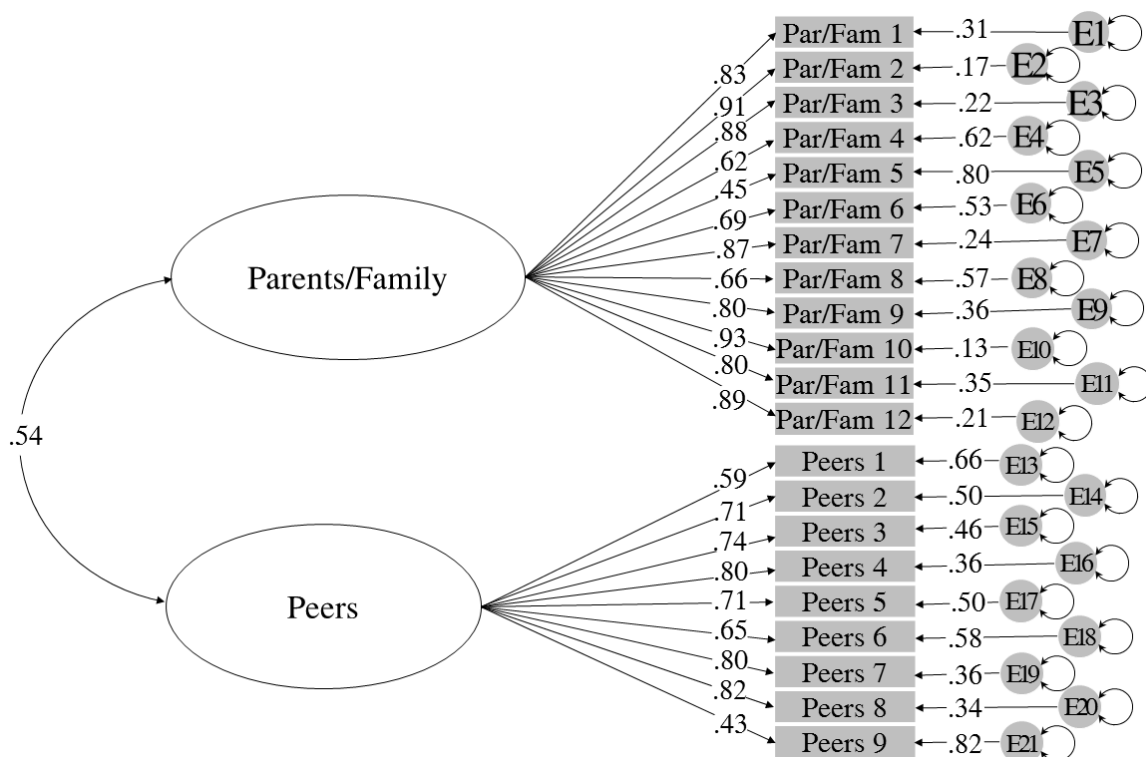 Par/Fam 1 .31 E1
.83 Par/Fam 2 .17 E2
.91 Par/Fam 3 .22 E3
.88 Par/Fam 4 .62 E4
.62 Par/Fam 5 .80 E5
.45 Par/Fam 6 .53 E6
.69 Par/Fam 7 .24 E7
.87 Par/Fam 8 .57 E8
.66 Par/Fam 9 .36 E9
.80 Par/Fam 10 .13 E10
.93 Par/Fam 11 .35 E11
.80
.89 Par/Fam 12 .21 E12
Parents/Family
.54
Peers 1 .66 E13
.59 Peers 2 .50 E14
.71 Peers 3 .46 E15
.74 Peers 4 .36 E16
.80 Peers 5 .50 E17
.71 Peers 6 .58 E18
.65 Peers 7 .36 E19
.80 Peers 8 .34 E20
.82
.43 Peers 9 .82 E21
Peers